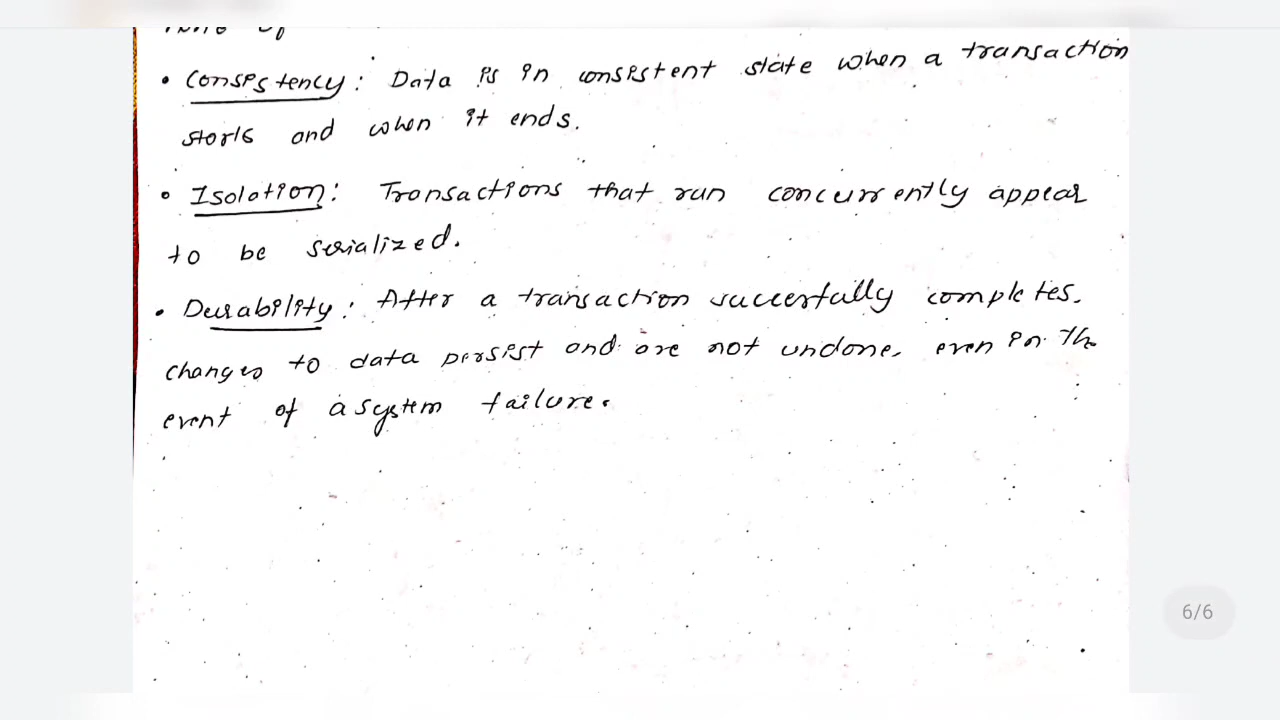 • Consistency: Data is in consistent state when a transaction
starts and when it ends.
• Isolation: Transactions that run concurrently appear
to be serialized.
• Durability: After a transaction successfully completes,
changes to data persist and are not undone, even in the
event of a system failure.
6/6